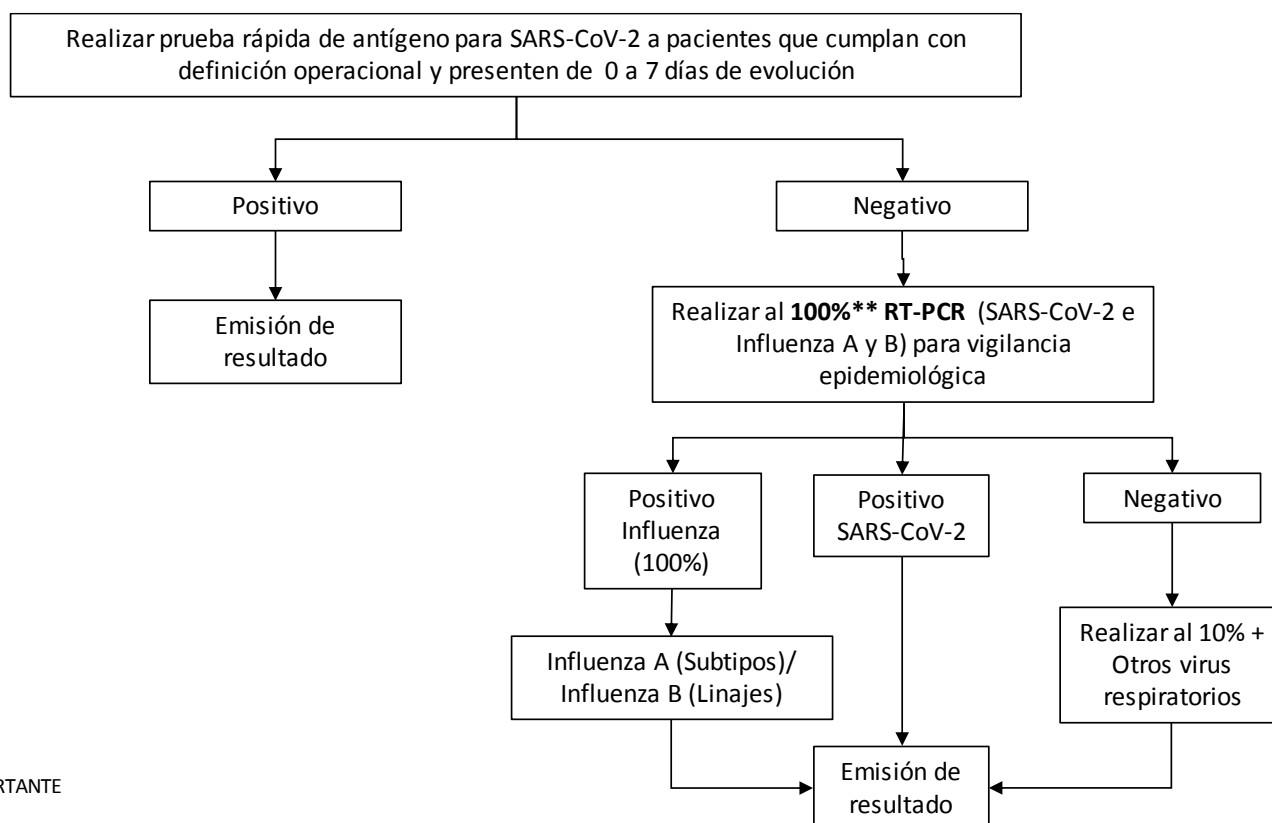 Realizar prueba rápida de antígeno para SARS-CoV-2 a pacientes que cumplan con
definición operacional y presenten de 0 a 7 días de evolución
Positivo
Negativo
Emisión de
resultado
Realizar al 100%** RT-PCR (SARS-CoV-2 e
Influenza A y B) para vigilancia
epidemiológica
Positivo
Influenza
(100%)
Positivo
SARS-CoV-2
Negativo
Influenza A (Subtipos)/
Influenza B (Linajes)
Realizar al 10% +
Otros virus
respiratorios
Emisión de
resultado
RTANTE